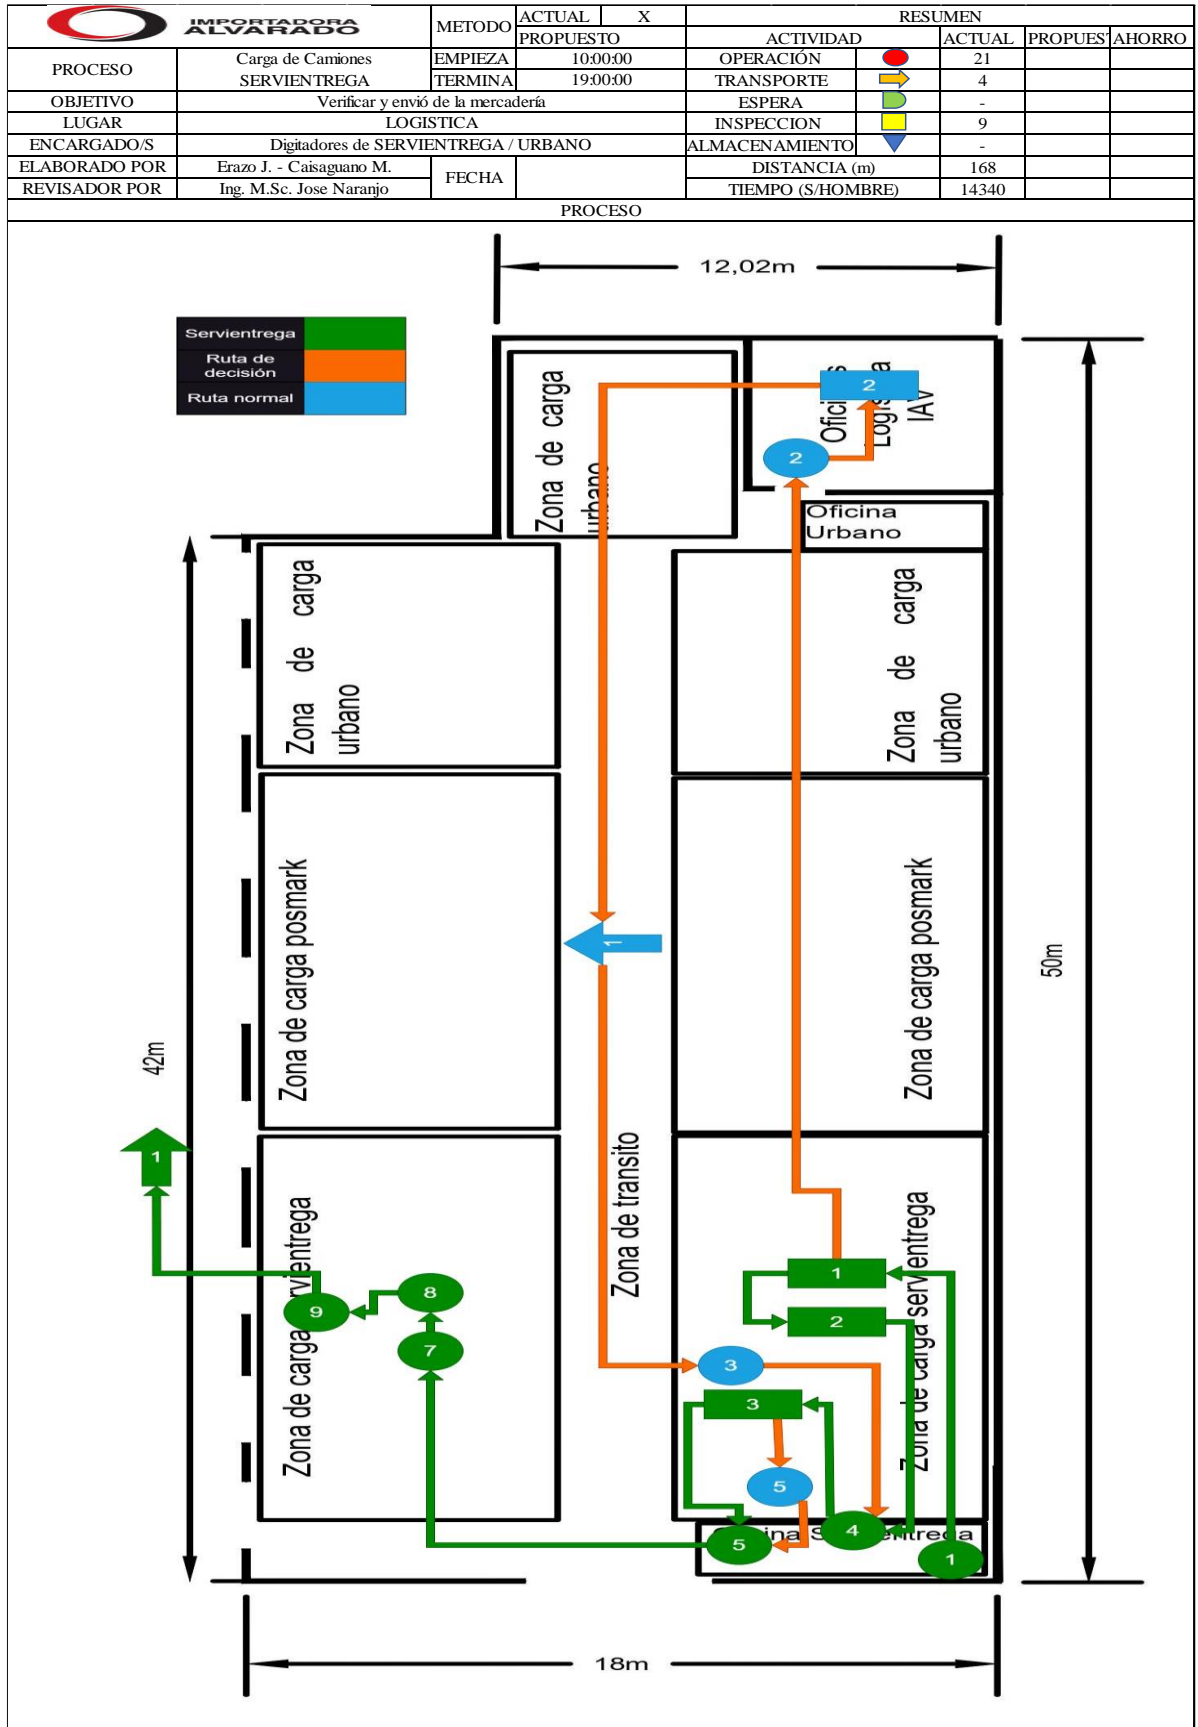 IMPORTADORA
ALVARADO
METODO ACTUAL X RESUMEN
PROPUESTO ACTIVIDAD ACTUAL PROPUES AHORRO
PROCESO Carga de Camiones SERVIENTREGA EMPIEZA 10:00:00 OPERACIÓN 21
TERMINA 19:00:00 TRANSPORTE 4
OBJETIVO Verificar y envió de la mercadería ESPERA -
LUGAR LOGISTICA INSPECCION 9
ENCARGADO/S Digitadores de SERVIENTREGA / URBANO ALMACENAMIENTO -
ELABORADO POR Erazo J. - Caisaguano M. FECHA DISTANCIA (m) 168
REVISADOR POR Ing. M.Sc. Jose Naranjo TIEMPO (S/HOMBRE) 14340
PROCESO
12,02m
Servientrega
Ruta de
decisión
Ruta normal
Zona de carga
urbano
2
IAV
2
Oficina
Urbano
Zona de carga
urbano
Zona de carga
urbano
Zona de carga posmark
1
Zona de carga posmark
42m
50m
1
Zona de carga
Zona de transito
Zona de carga servientrega
1
2
8
9
7
3
3
5
4
5
1
18m